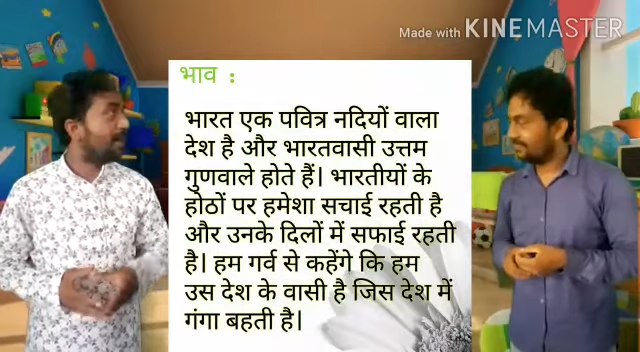 Made with KINEMASTER
भाव :
भारत एक पवित्र नदियों वाला
देश है और भारतवासी उत्तम
गुणवाले होते हैं। भारतीयों के
होठों पर हमेशा सचाई रहती है
और उनके दिलों में सफाई रहती
है। हम गर्व से कहेंगे कि हम
उस देश के वासी है जिस देश में
गंगा बहती है।